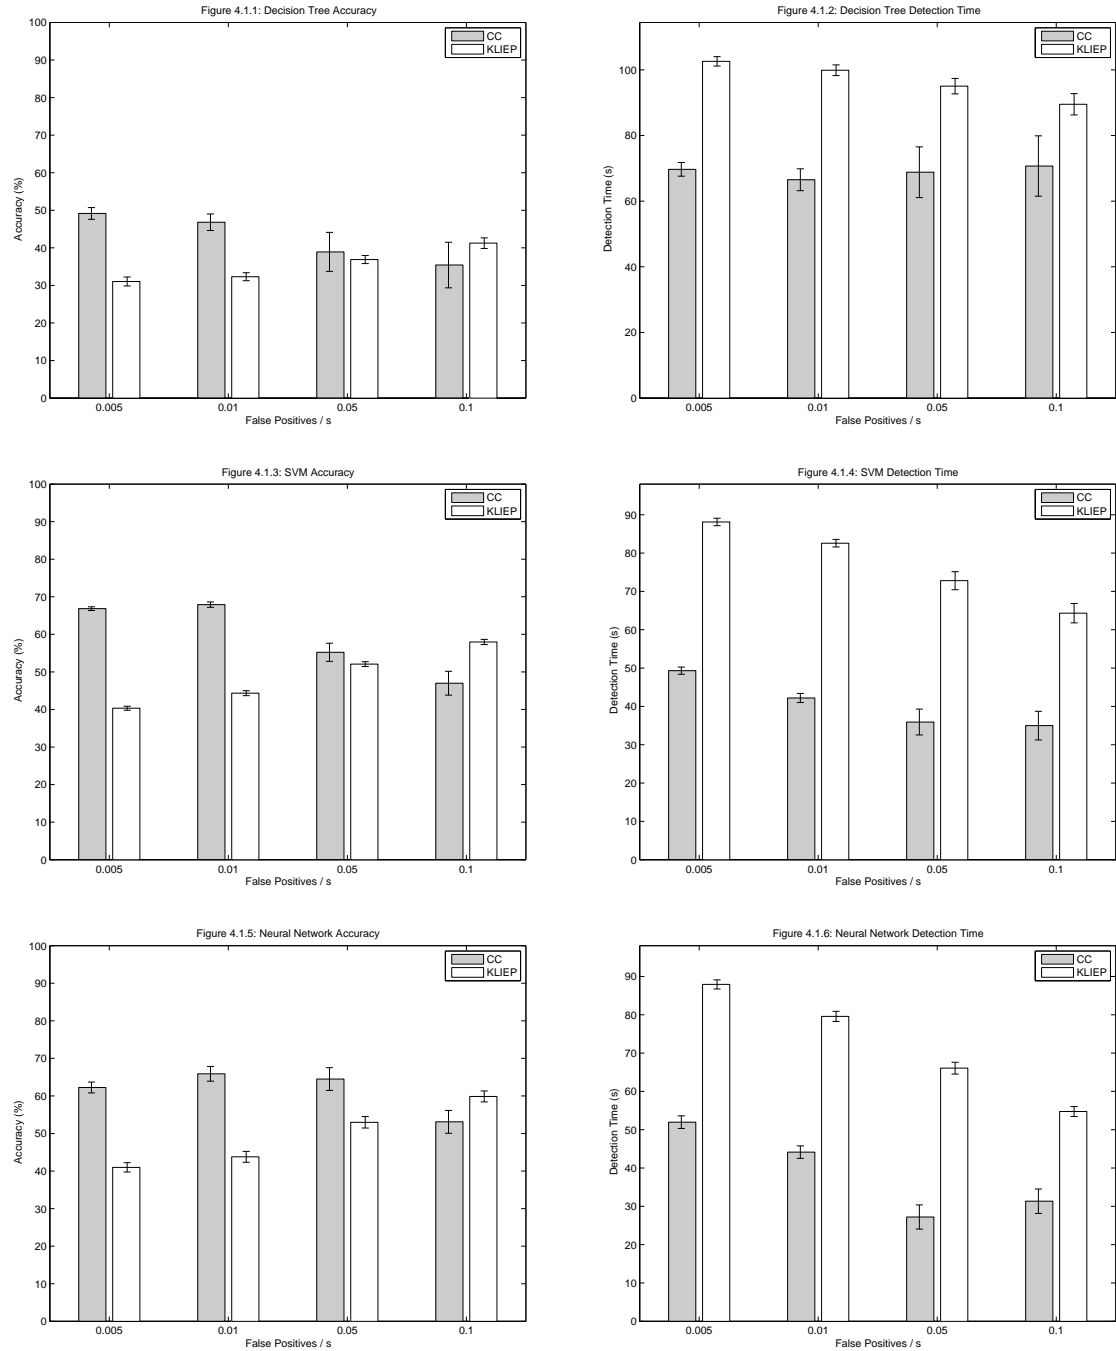 Figure 4.1.1: Decision Tree Accuracy
100
90
80
70
60
50
40
30
20
10
0
Accuracy (%)
0.005
0.01
0.05
0.1
False Positives / s
CC
KLIEP
Figure 4.1.2: Decision Tree Detection Time
100
80
60
40
20
0
Detection Time (s)
0.005
0.01
0.05
0.1
False Positives / s
CC
KLIEP
Figure 4.1.3: SVM Accuracy
100
90
80
70
60
50
40
30
20
10
0
Accuracy (%)
0.005
0.01
0.05
0.1
False Positives / s
CC
KLIEP
Figure 4.1.4: SVM Detection Time
90
80
70
60
50
40
30
20
10
0
Detection Time (s)
0.005
0.01
0.05
0.1
False Positives / s
CC
KLIEP
Figure 4.1.5: Neural Network Accuracy
100
90
80
70
60
50
40
30
20
10
0
Accuracy (%)
0.005
0.01
0.05
0.1
False Positives / s
CC
KLIEP
Figure 4.1.6: Neural Network Detection Time
90
80
70
60
50
40
30
20
10
0
Detection Time (s)
0.005
0.01
0.05
0.1
False Positives / s
CC
KLIEP